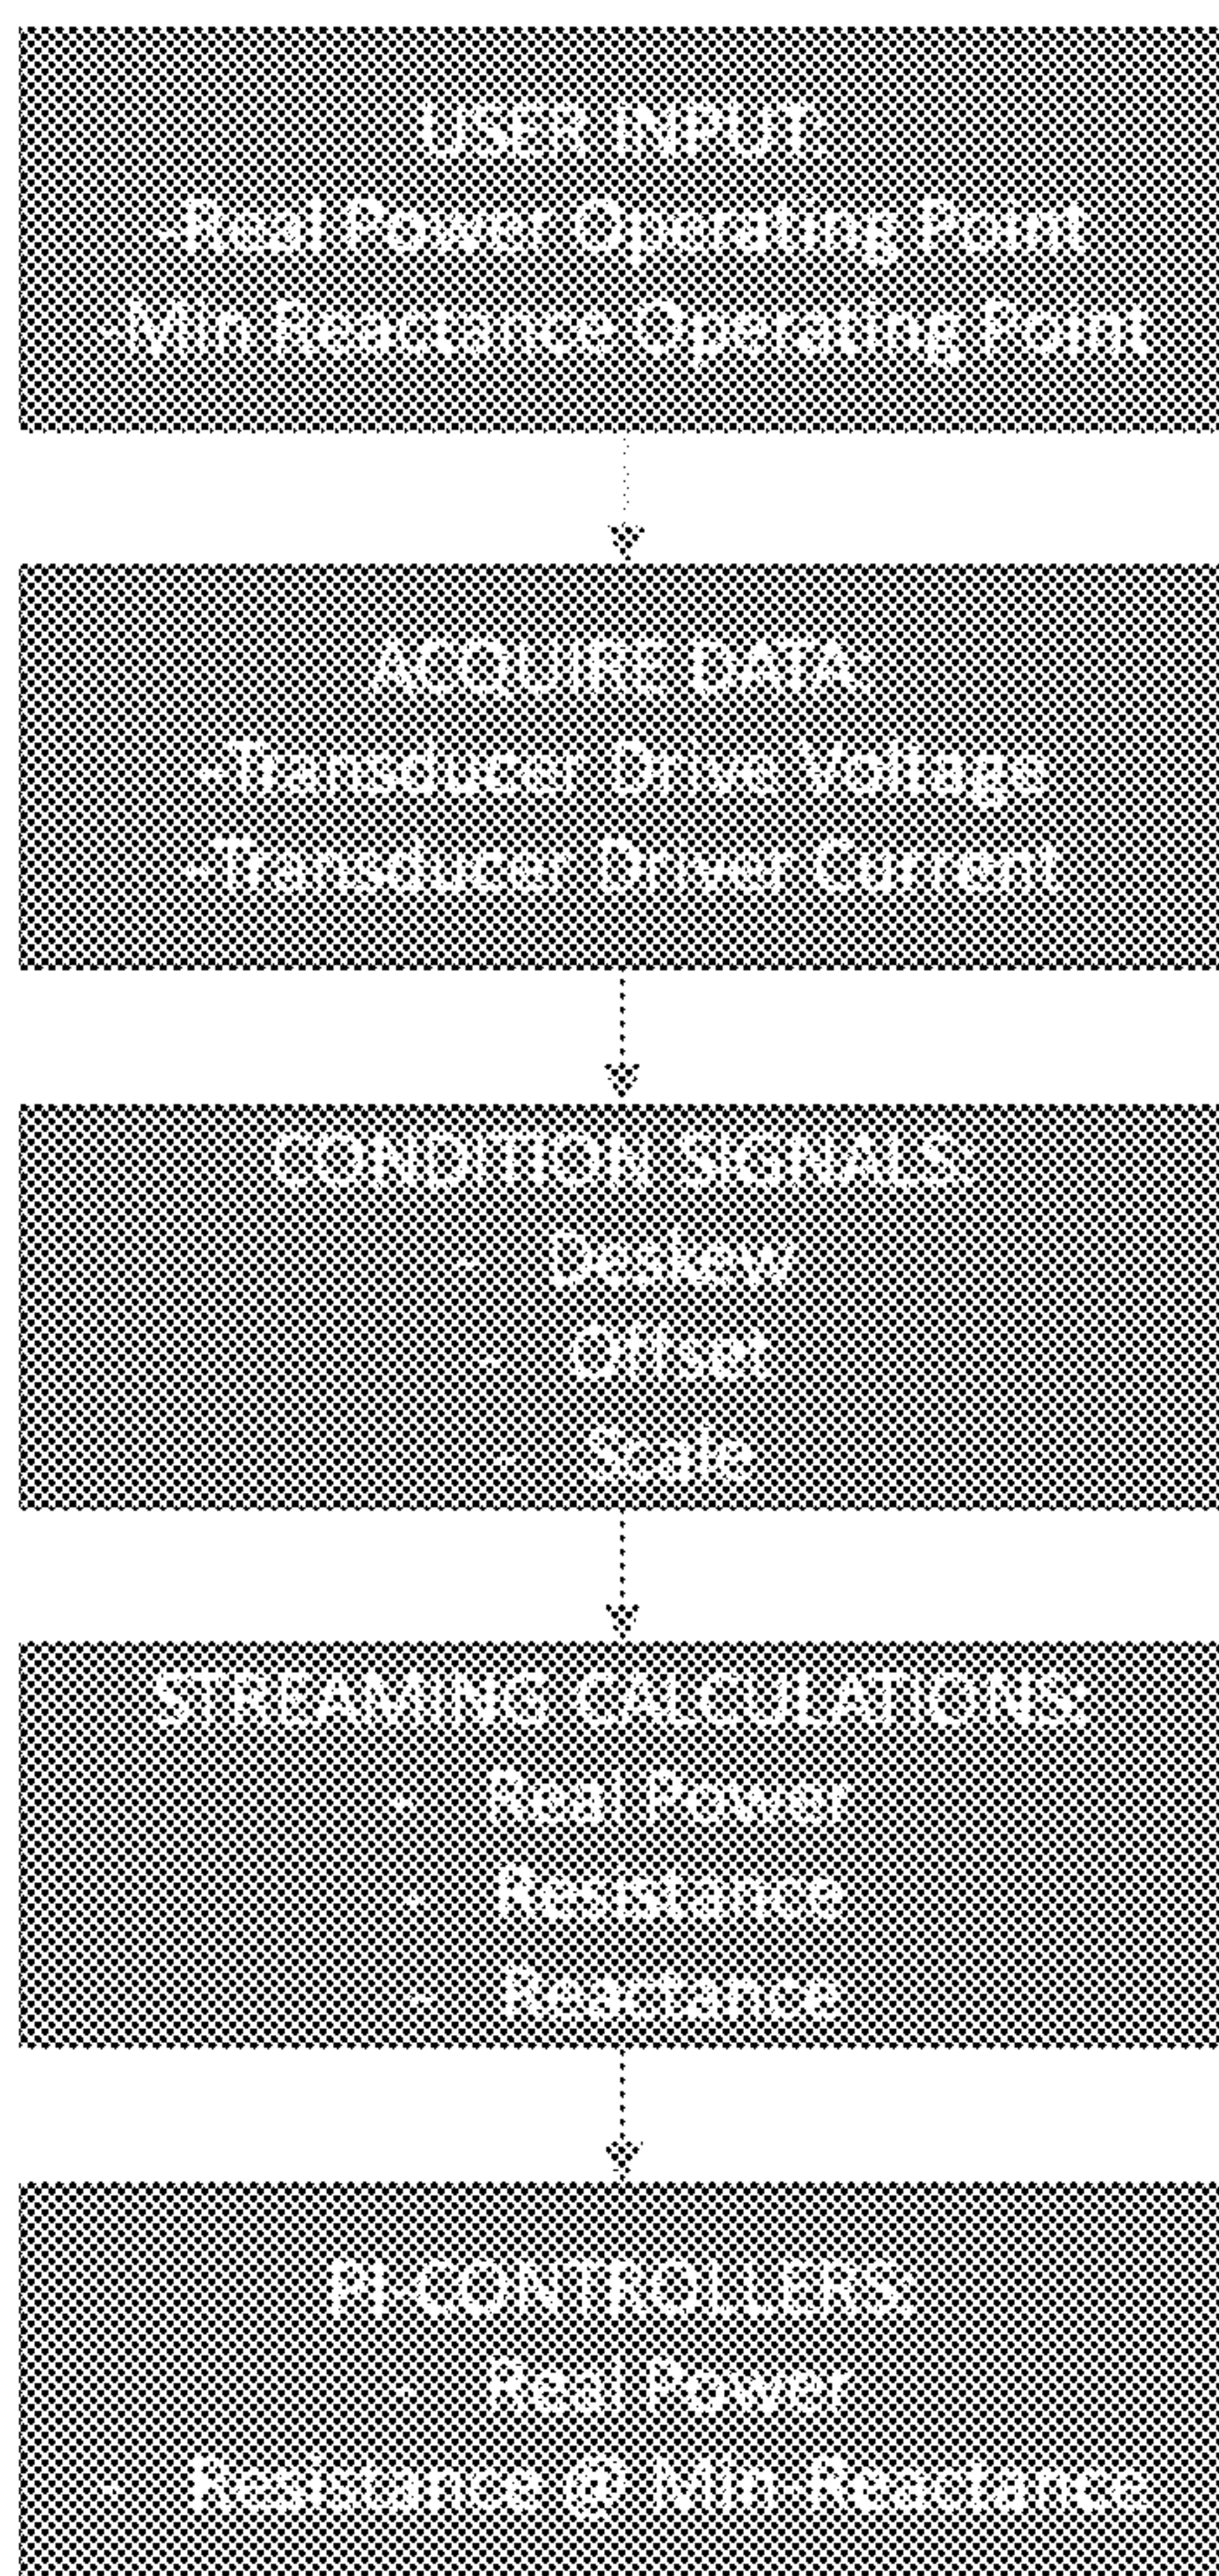 USER INPUT:
-Real Power Operating Point
-Min Reactance Operating Point
ACQUIRE DATA:
-Transducer Drive Voltage
-Transducer Driver Current
CONDITION SIGNALS:
- Deskew
- Offset
- Scale
STREAMING CALCULATIONS:
- Real Power
- Resistance
- Reactance
PI-CONTROLLERS:
- Real Power
- Resistance @ Min-Reactance